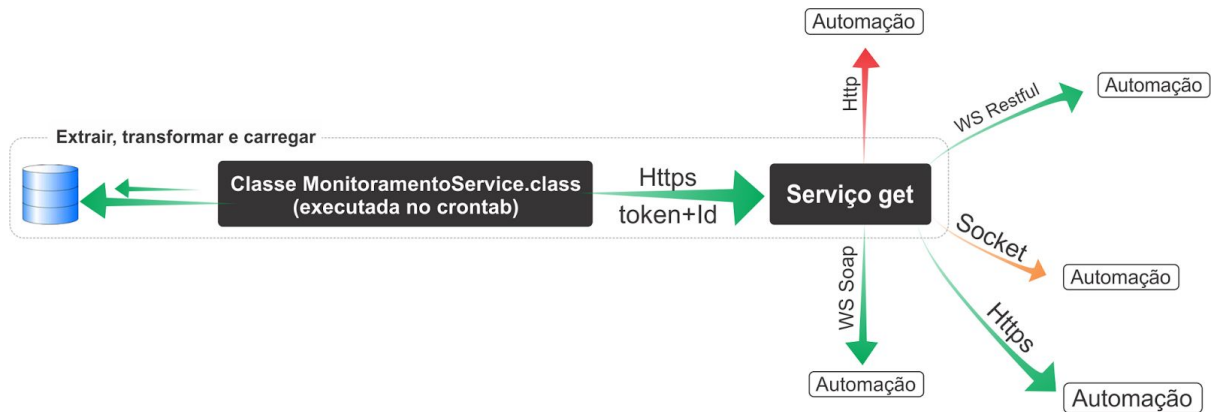 Automação
Http
WS Restful
Automação
Extrair, transformar e carregar
Classe MonitoramentoService.class
(executada no crontab)
Https
token+Id
Serviço get
Socket
Automação
WS Soap
Https
Automação
Automação